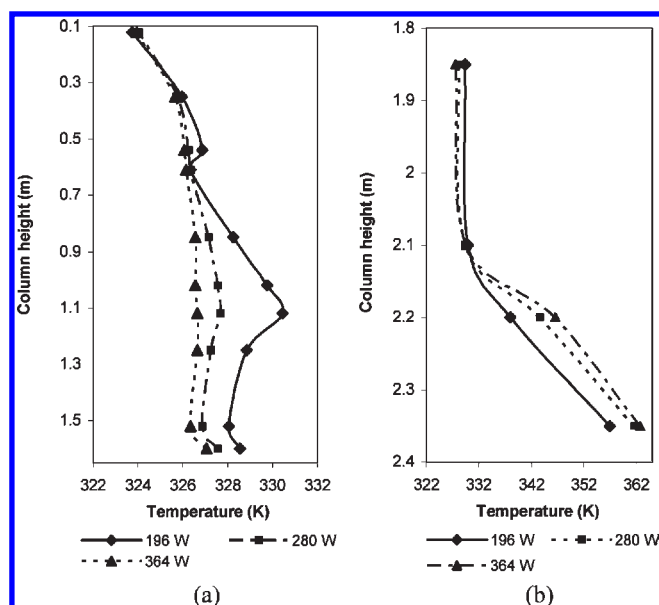 0.1
0.3
0.5
0.7
0.9
1.1
1.3
1.5
Column height (m)
322 324 326 328 330 332
Temperature (K)
196 W 280 W
364 W
(a)
1.8
1.9
2
2.1
2.2
2.3
2.4
Column height (m)
322 332 342 352 362
Temperature (K)
196 W 280 W
364 W
(b)